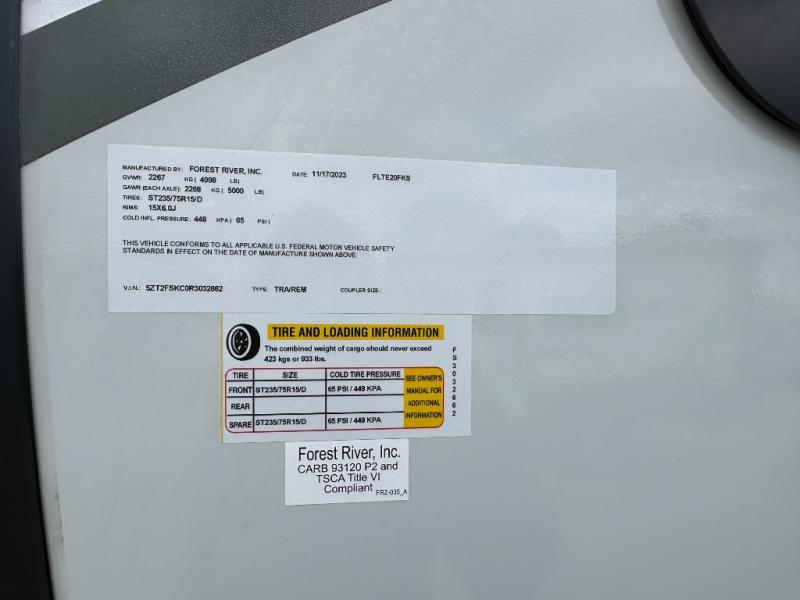 MANUFACTURED BY: FOREST RIVER, INC. DATE: 11/17/2023 FLTE20FKS
GVWR: 2267 KG ( 4998 LB)
GAWR (EACH AXLE): 2268 KG ( 5000 LB)
TIRES: ST235/75R15/D
RIMS: 15X6.0J
COLD INFL. PRESSURE: 448 KPA ( 65 PSI )
THIS VEHICLE CONFORMS TO ALL APPLICABLE U.S. FEDERAL MOTOR VEHICLE SAFETY
STANDARDS IN EFFECT ON THE DATE OF MANUFACTURE SHOWN ABOVE.
V.I.N.: 5ZT2FSKC0R3032662 TYPE: TRA/REM COUPLER SIZE:
TIRE AND LOADING INFORMATION
The combined weight of cargo should never exceed
423 kgs or 933 lbs.
TIRE SIZE COLD TIRE PRESSURE
FRONT ST235/75R15/D 65 PSI / 448 KPA
REAR
SPARE ST235/75R15/D 65 PSI / 448 KPA
SEE OWNER'S
MANUAL FOR
ADDITIONAL
INFORMATION
FS3032662
Forest River, Inc.
CARB 93120 P2 and
TSCA Title VI
Compliant FRZ-035_A